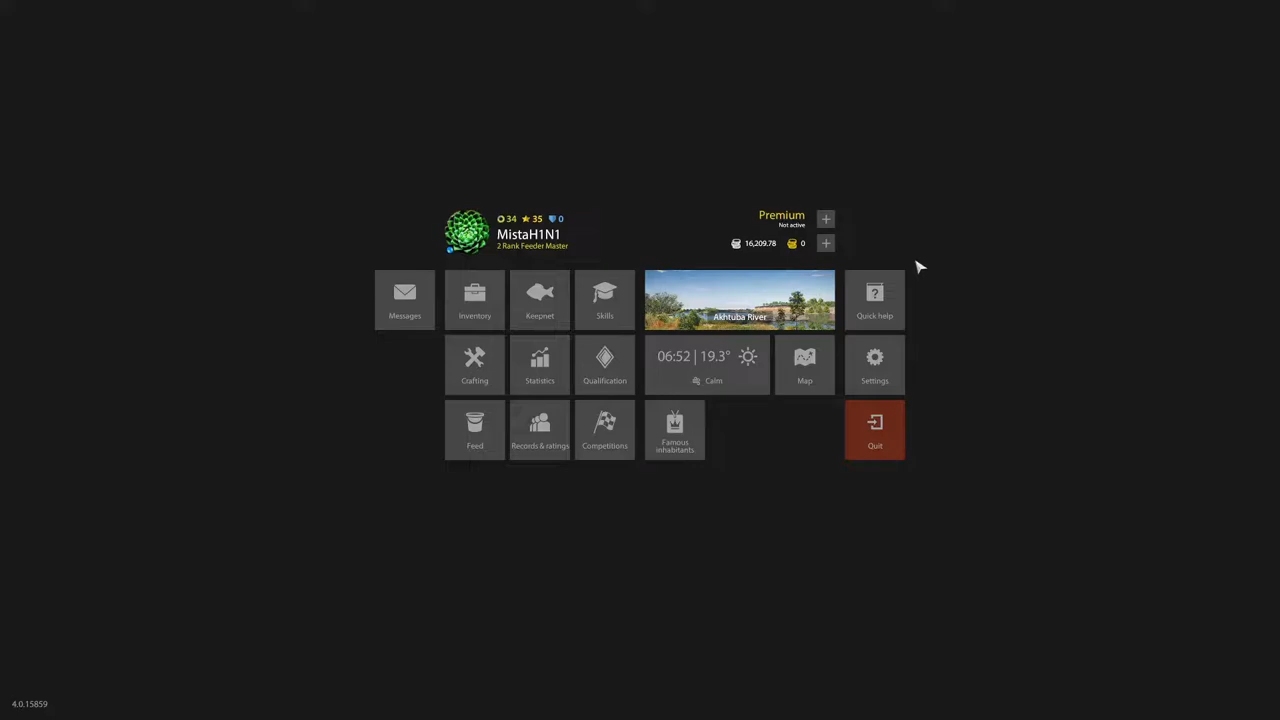 34 35 0
MistaH1N1
2 Rank Feeder Master
Premium
Not active
16,209.78 0
Messages
Inventory
Keepnet
Skills
Akhtuba River
Quick help
Crafting
Statistics
Qualification
06:52 | 19.3°
Calm
Map
Settings
Feed
Records & ratings
Competitions
Famous
inhabitants
Quit
4.0.15859